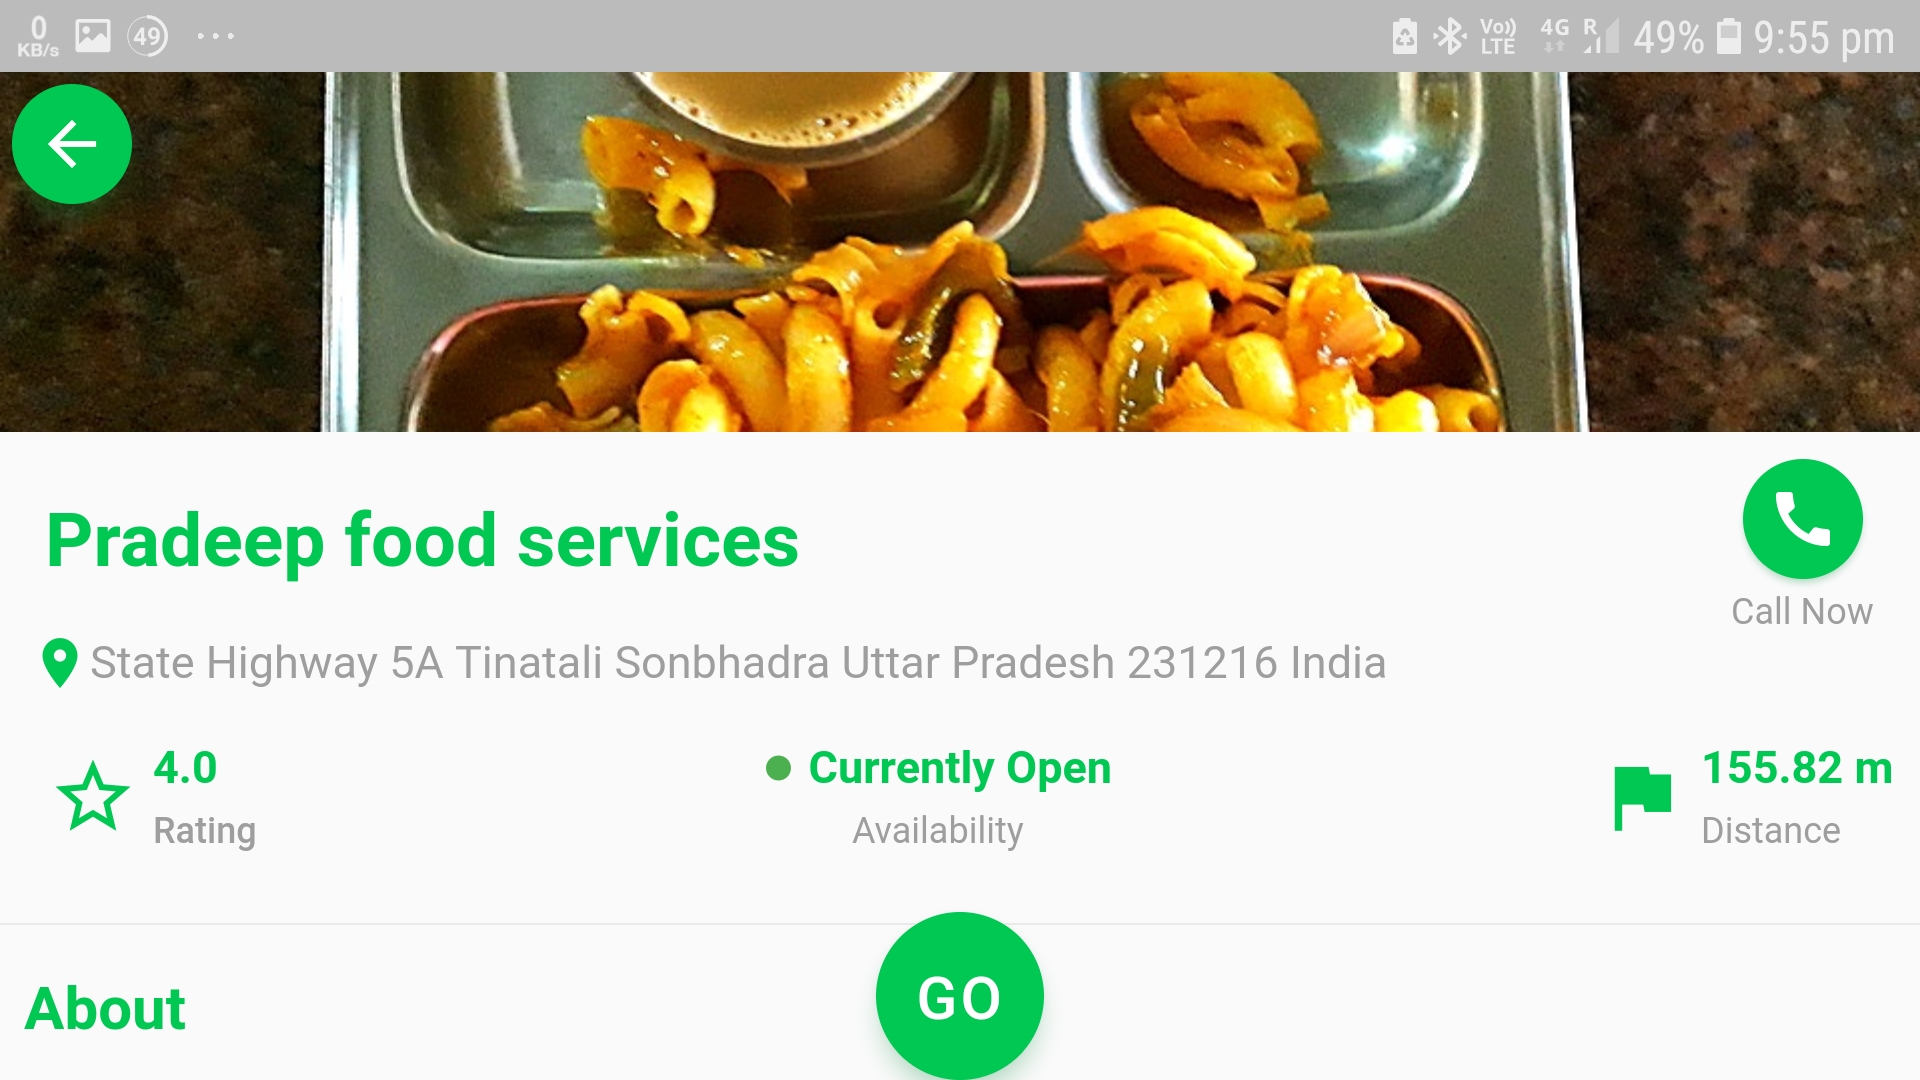 0
KB/s
49
...
Vo))
LTE
4G
R
49%
9:55 pm
Pradeep food services
Call Now
State Highway 5A Tinatali Sonbhadra Uttar Pradesh 231216 India
4.0
Rating
Currently Open
Availability
155.82 m
Distance
GO
About